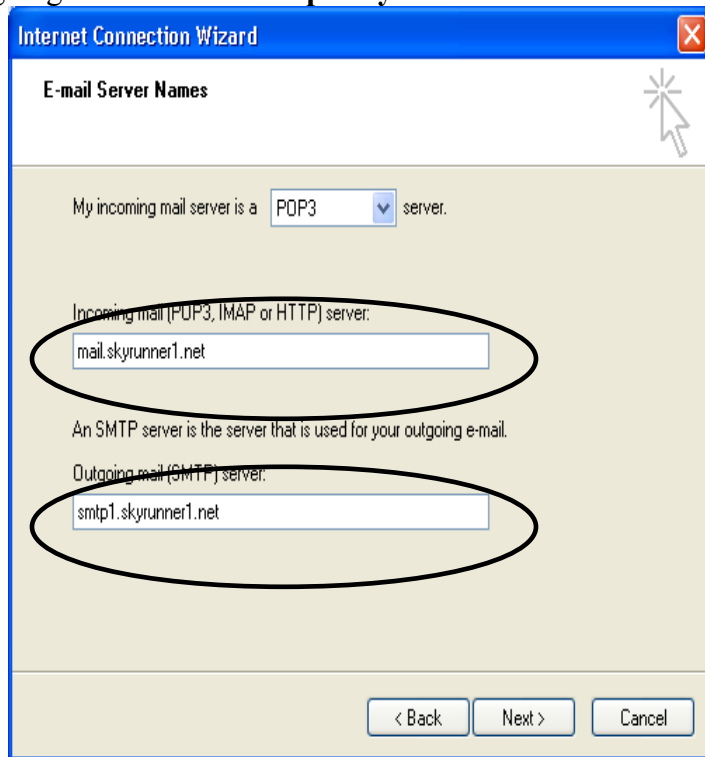 Internet Connection Wizard
E-mail Server Names
My incoming mail server is a POP3 server.
Incoming mail (POP3, IMAP or HTTP) server:
mail.skyrunner1.net
An SMTP server is the server that is used for your outgoing e-mail.
Outgoing mail (SMTP) server:
smtp1.skyrunner1.net
< Back Next > Cancel